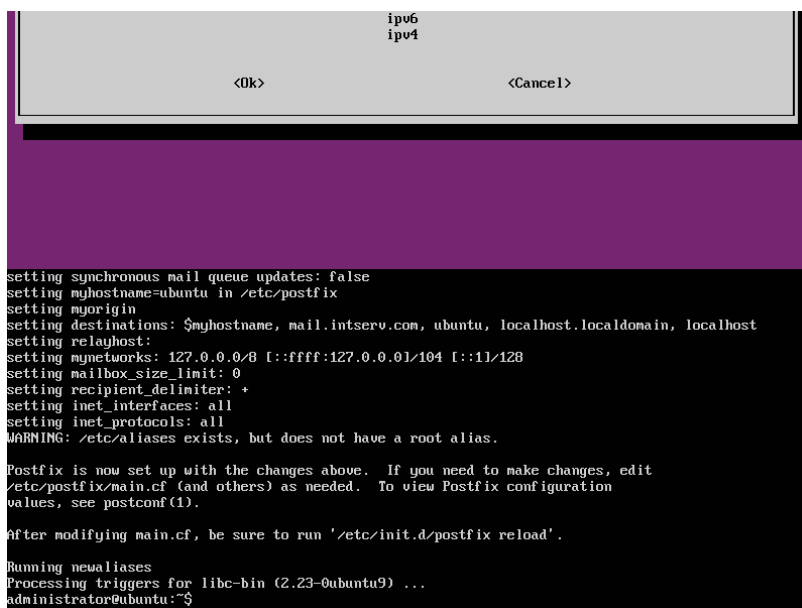 ipv6
ipv4
<Ok> <Cancel>
setting synchronous mail queue updates: false
setting myhostname=ubuntu in /etc/postfix
setting myorigin
setting destinations: $myhostname, mail.intserv.com, ubuntu, localhost.localdomain, localhost
setting relayhost:
setting mynetworks: 127.0.0.0/8 [::ffff:127.0.0.0]/104 [::1]/128
setting mailbox_size_limit: 0
setting recipient_delimiter: +
setting inet_interfaces: all
setting inet_protocols: all
WARNING: /etc/aliases exists, but does not have a root alias.
Postfix is now set up with the changes above.  If you need to make changes, edit
/etc/postfix/main.cf (and others) as needed.  To view Postfix configuration
values, see postconf(1).
After modifying main.cf, be sure to run '/etc/init.d/postfix reload'.
Running newaliases
Processing triggers for libc-bin (2.23-0ubuntu9) ...
administrator@ubuntu:~$